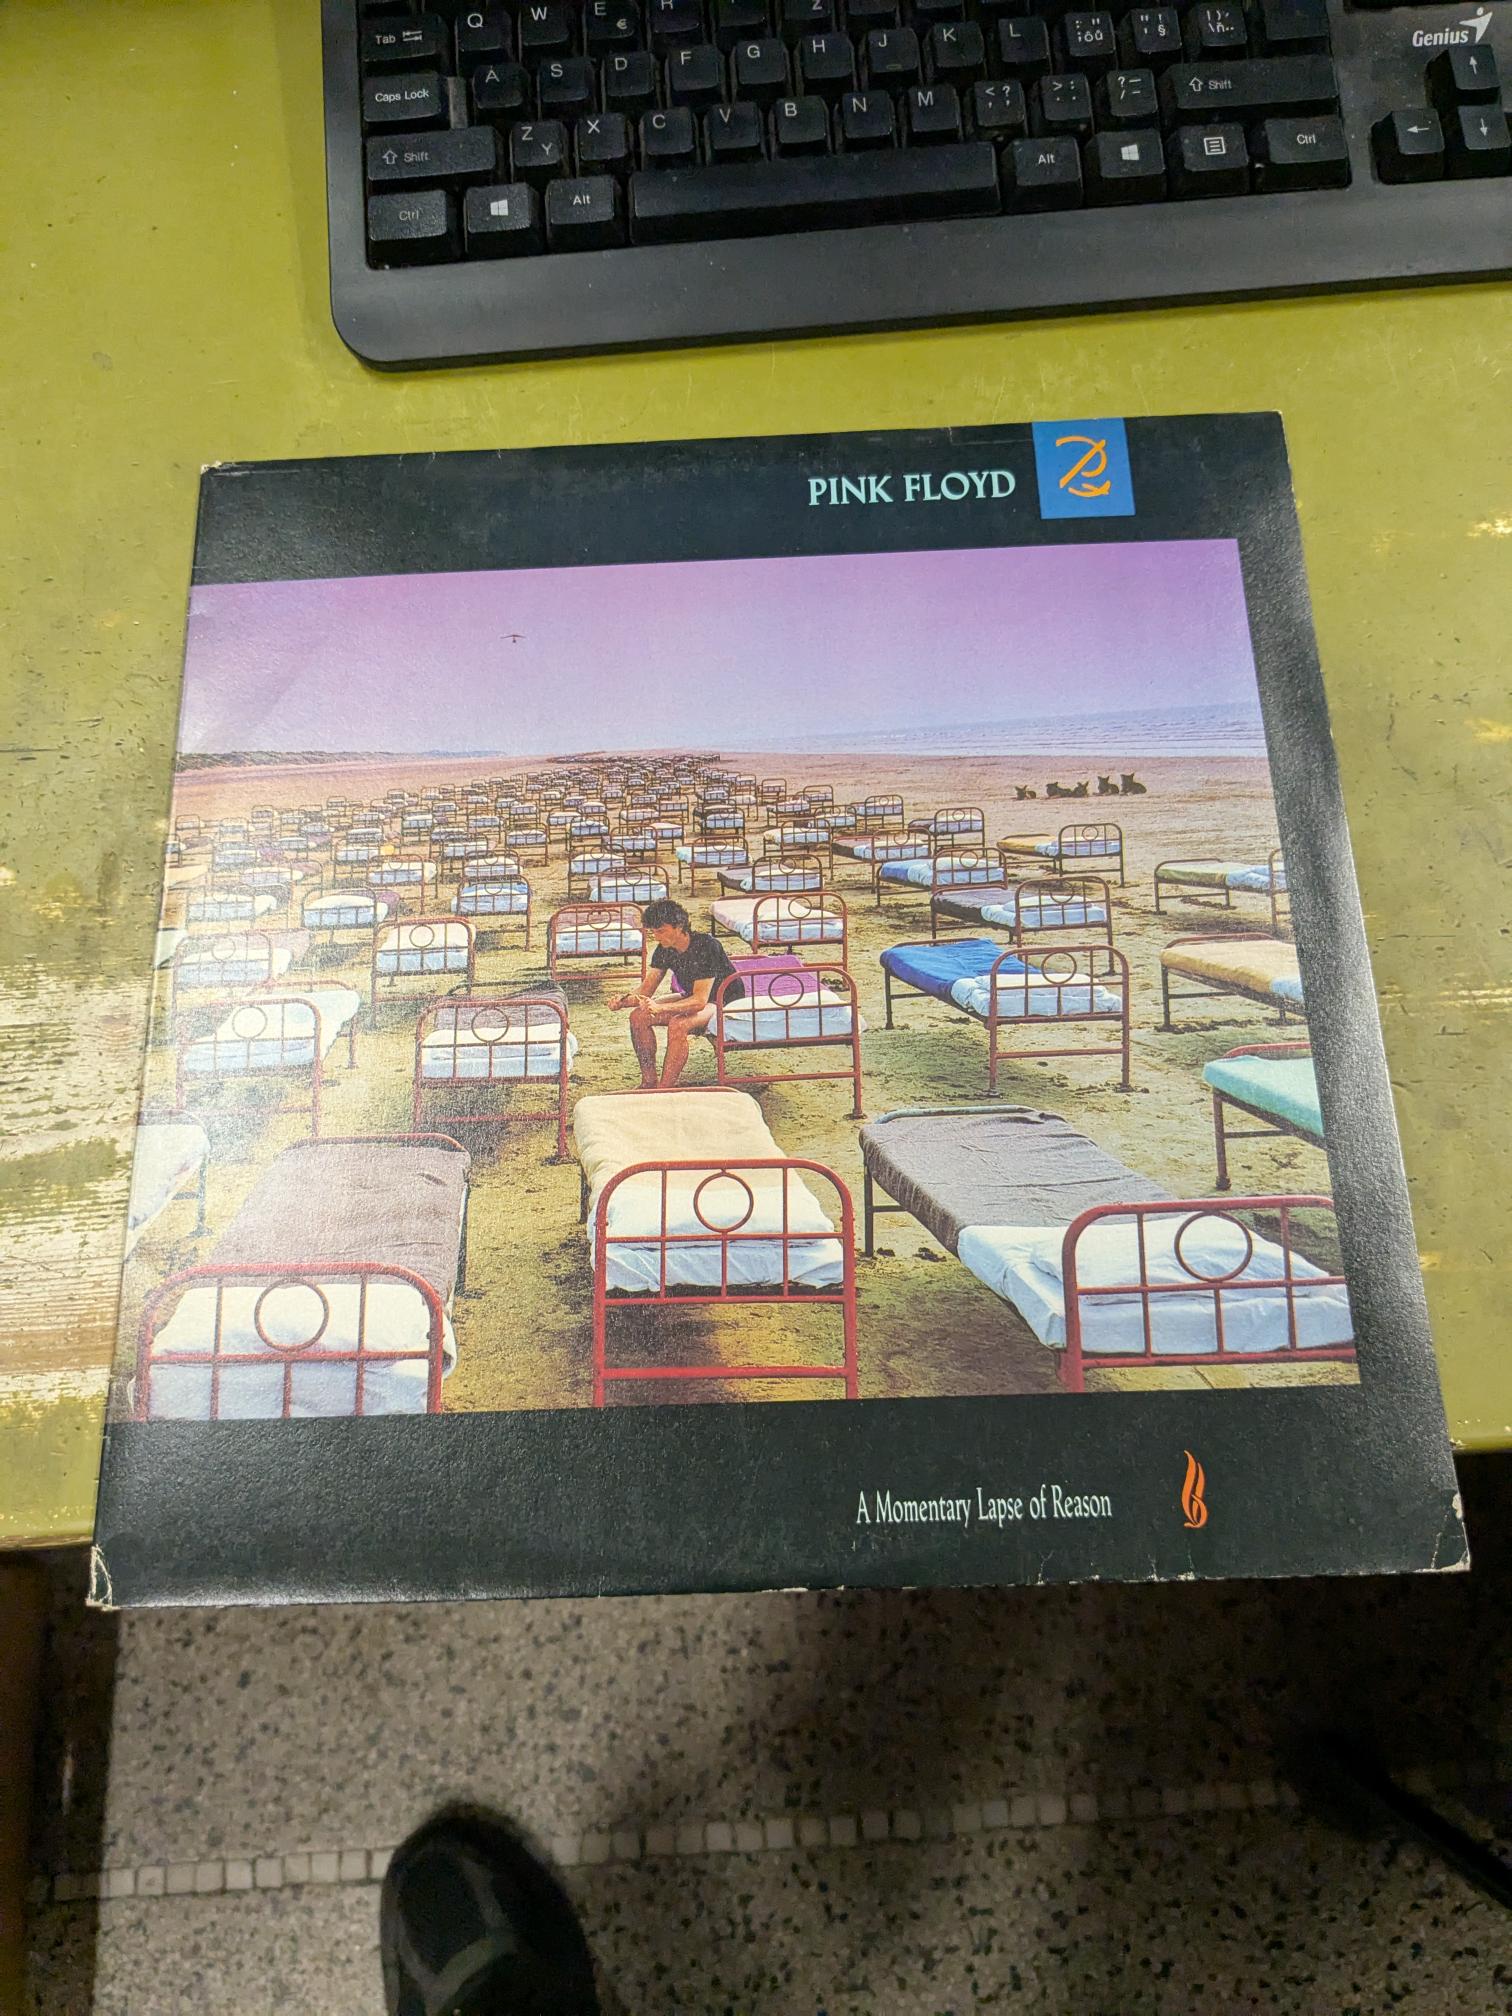 Genius
Tab Q W E €
G H J K L
Caps Lock A S D F
Shift Z Y X C V B N M Shift
Ctrl Alt Alt Ctrl
PINK FLOYD
A Momentary Lapse of Reason